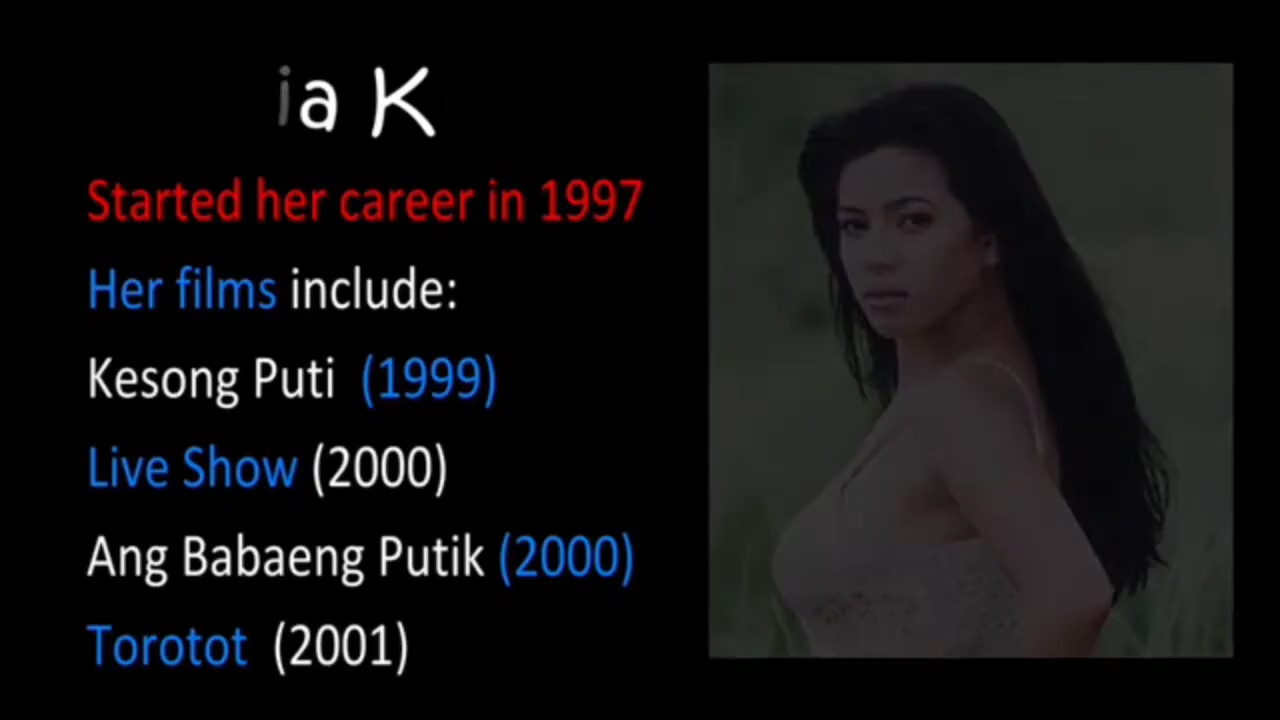 ia K
Started her career in 1997
Her films include:
Kesong Puti (1999)
Live Show (2000)
Ang Babaeng Putik (2000)
Torotot (2001)